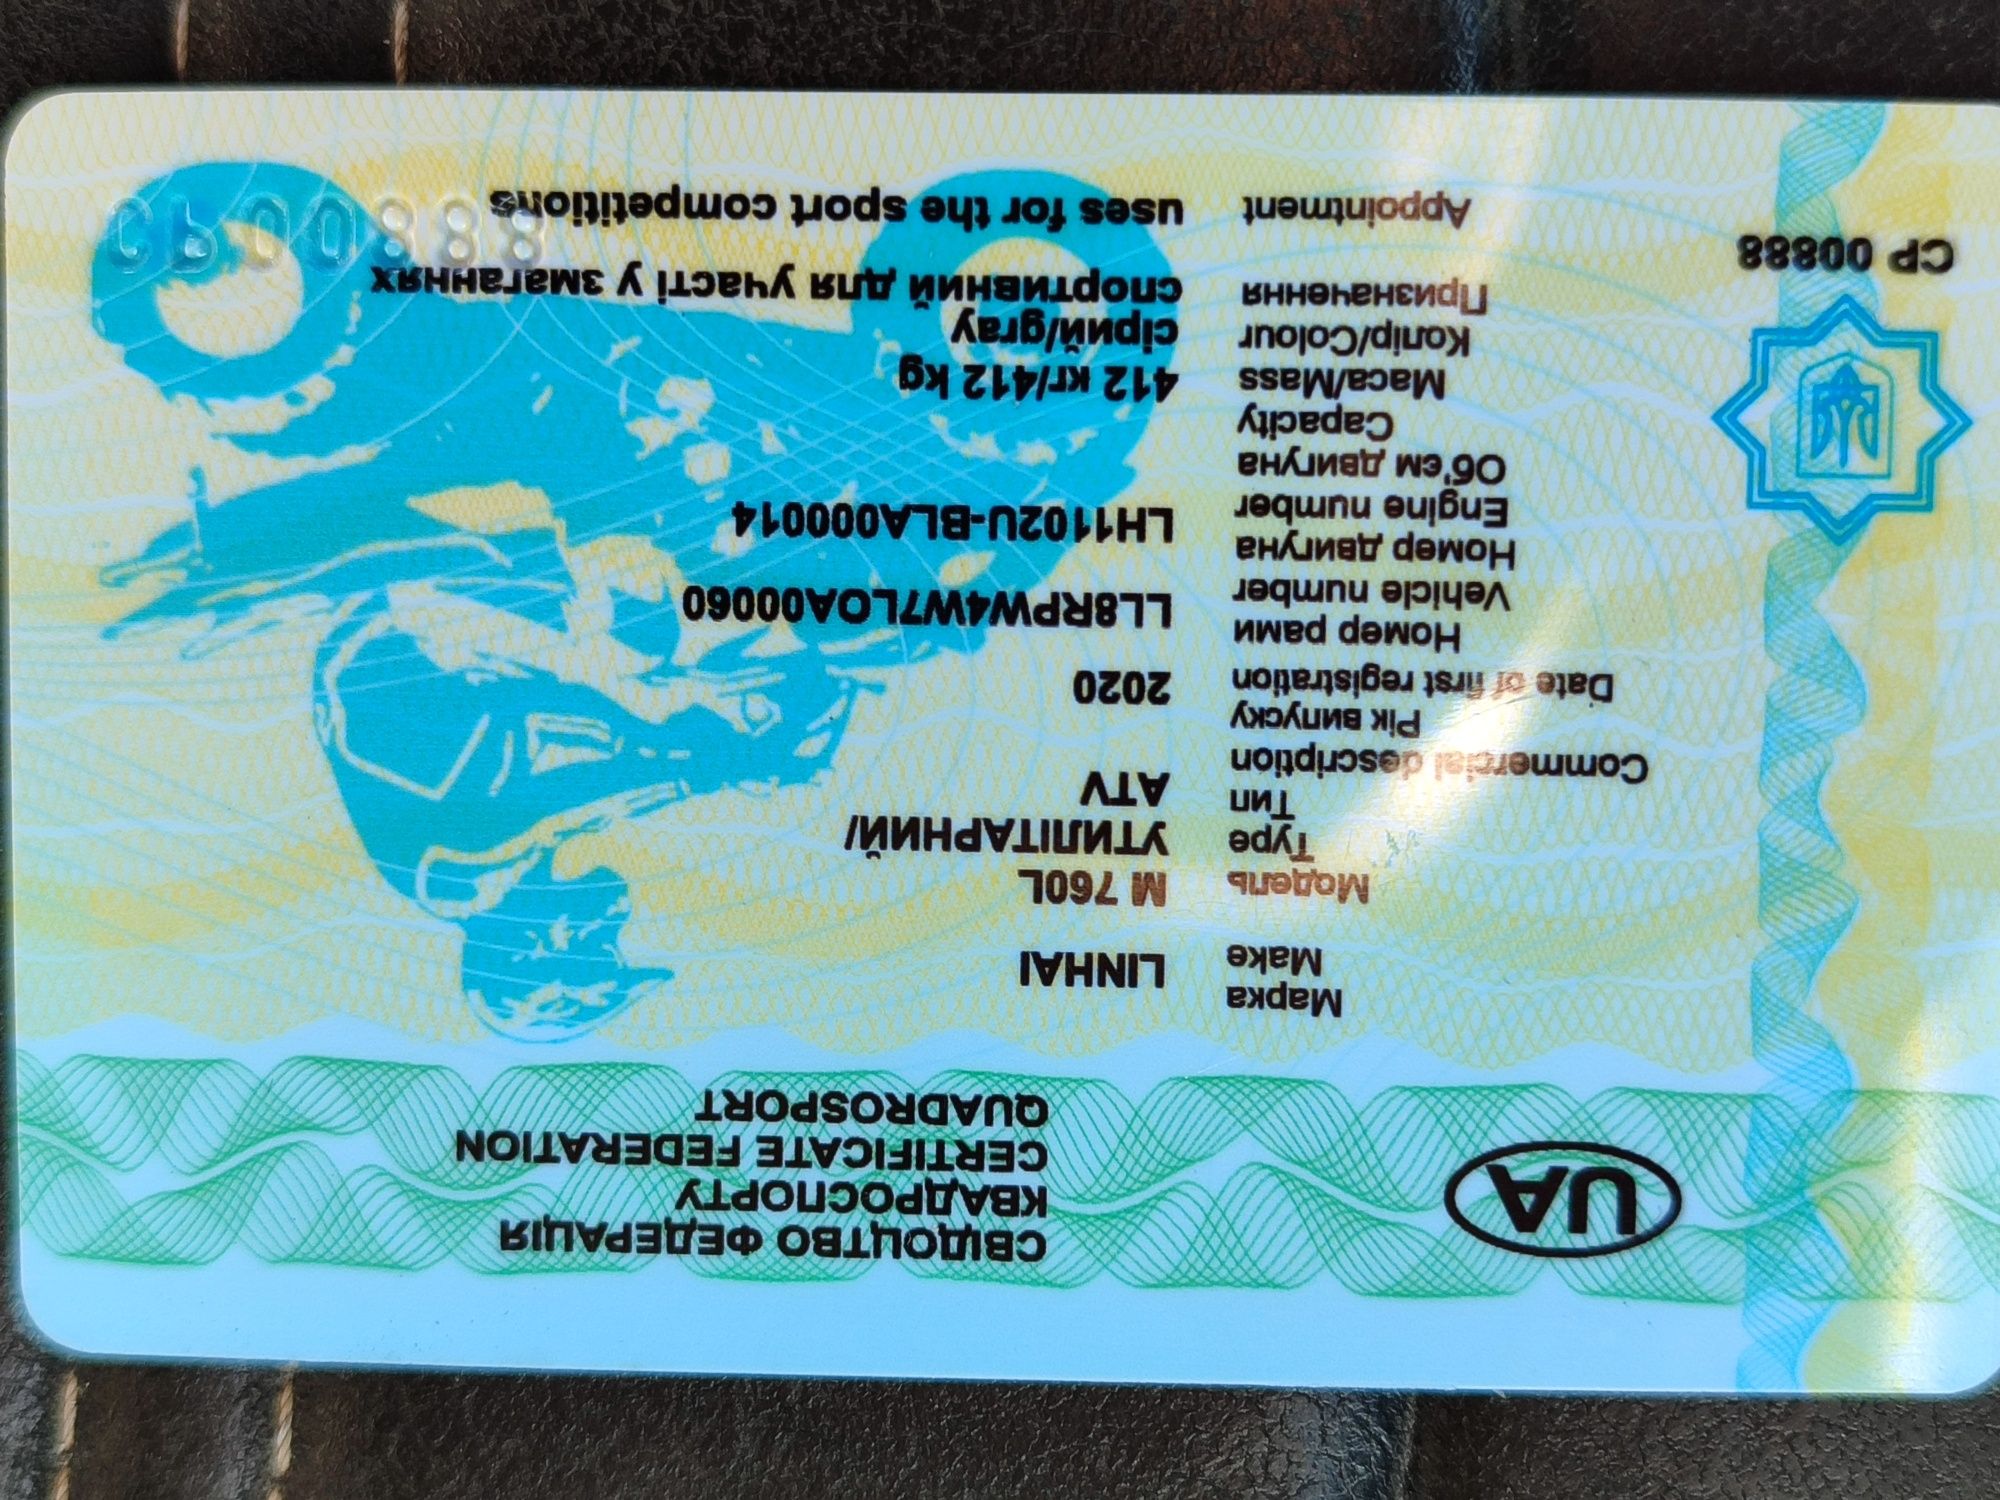 UA
СВІДОЦТВО ФЕДЕРАЦІЯ
КВАДРОСПОРТУ
CERTIFICATE FEDERATION
QUADROSPORT
Марка
Make LINHAI
Модель M 760L
Type УТИЛІТАРНИЙ/
Тип ATV
Commercial description
Рік випуску
Date of first registration 2020
Номер рами
Vehicle number LL8RPW4W7LOA00060
Номер двигуна
Engine number LH1102U-BLA000014
Об'єм двигуна
Capacity
Маса/Mass 412 кг/412 kg
Колір/Colour сірий/gray
Призначення спортивний для участі у змаганнях
Appointment uses for the sport competitions
СР 00888
СР 00888